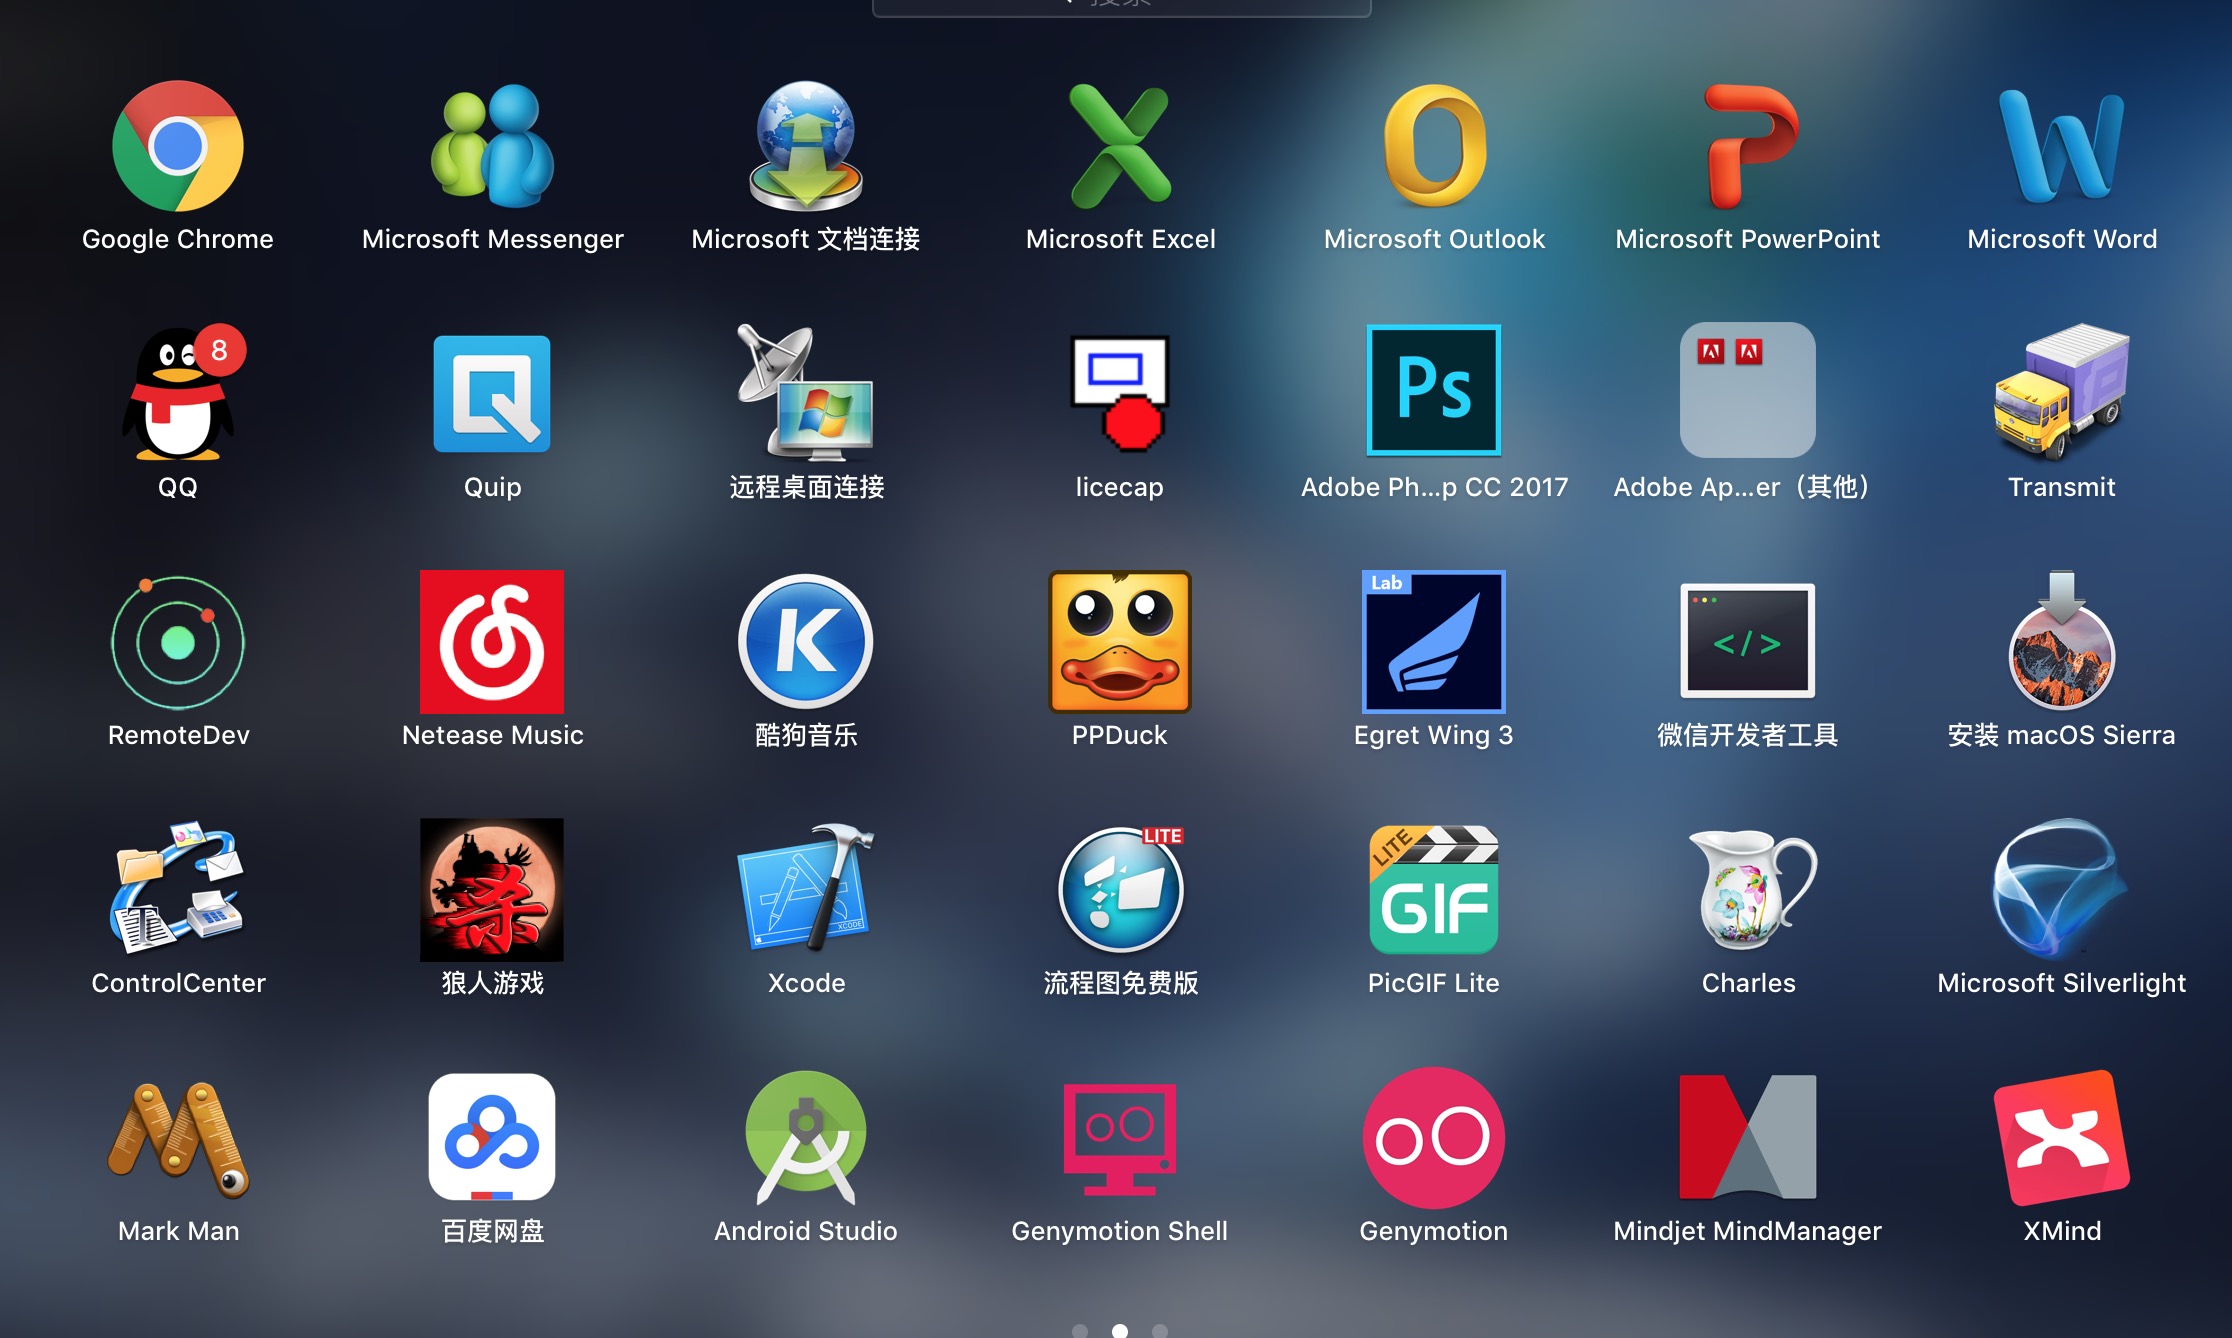 搜索
Google Chrome
Microsoft Messenger
Microsoft 文档连接
Microsoft Excel
Microsoft Outlook
Microsoft PowerPoint
Microsoft Word
8
QQ
Quip
远程桌面连接
licecap
Ps
Adobe Ph...p CC 2017
Adobe Ap...er（其他）
Transmit
RemoteDev
Netease Music
K
酷狗音乐
PPDuck
Lab
Egret Wing 3
</>
微信开发者工具
安装 macOS Sierra
ControlCenter
杀
狼人游戏
XCODE
Xcode
LITE
流程图免费版
LITE
GIF
PicGIF Lite
Charles
Microsoft Silverlight
Mark Man
百度网盘
Android Studio
Genymotion Shell
Genymotion
Mindjet MindManager
XMind